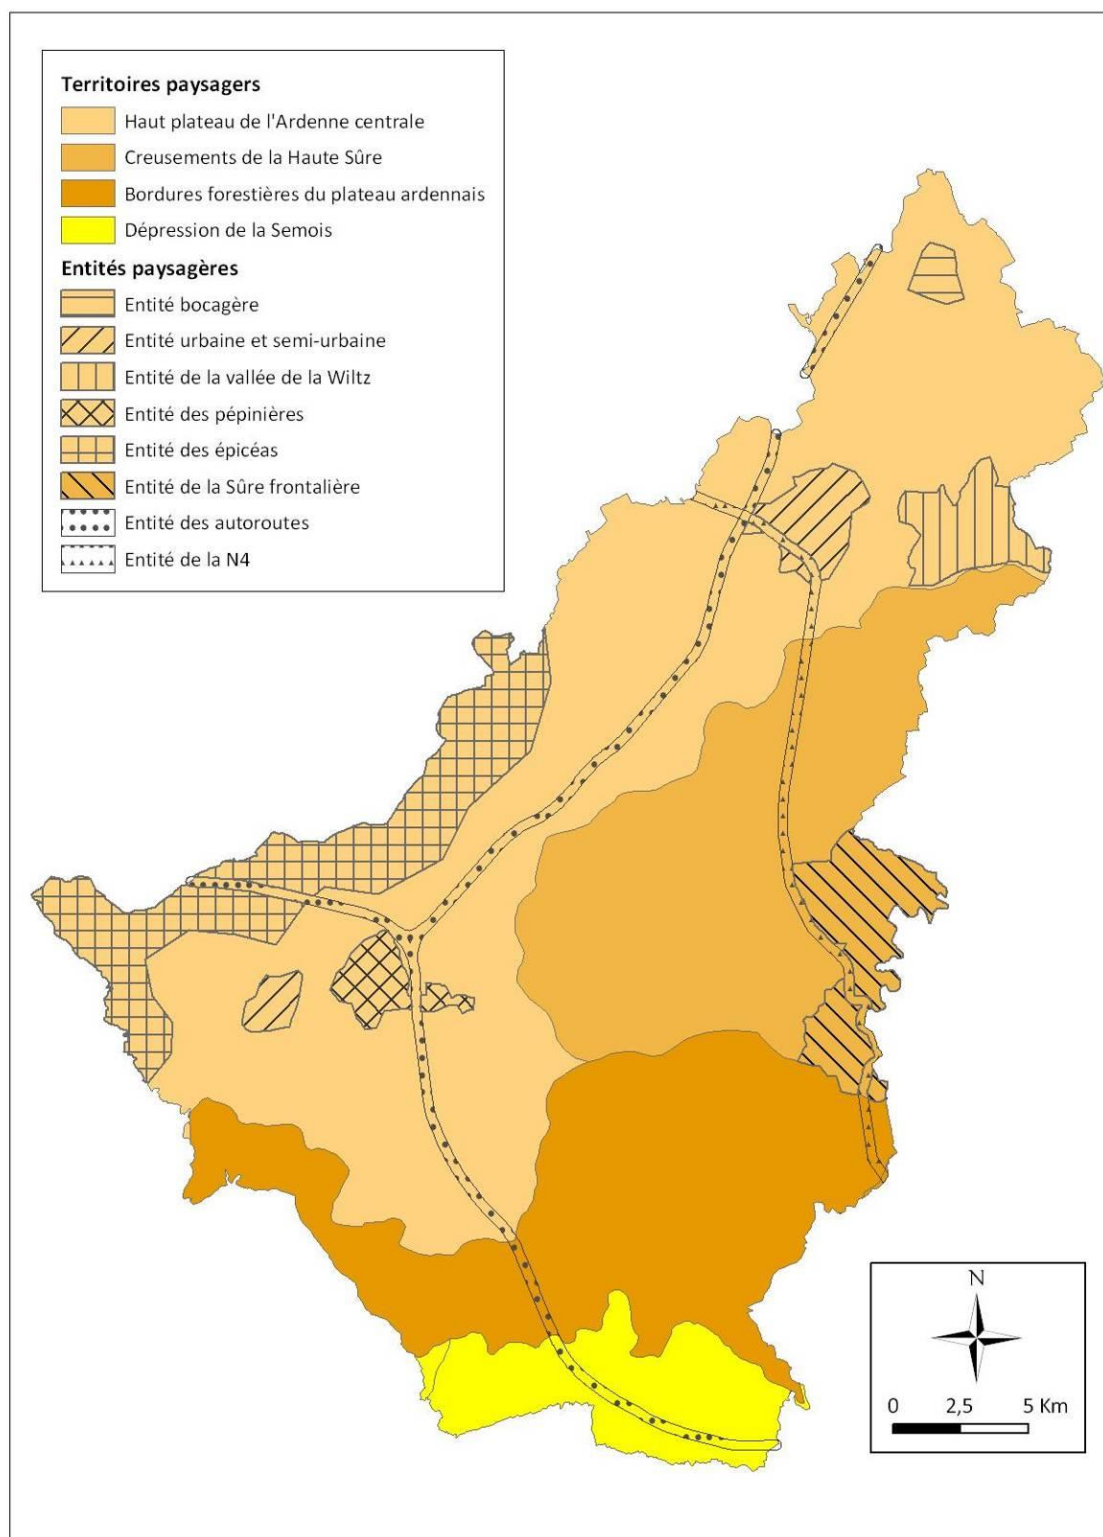 Territoires paysagers
Haut plateau de l'Ardenne centrale
Creusements de la Haute Sûre
Bordures forestières du plateau ardennais
Dépression de la Semois
Entités paysagères
Entité bocagère
Entité urbaine et semi-urbaine
Entité de la vallée de la Wiltz
Entité des pépinières
Entité des épicéas
Entité de la Sûre frontalière
Entité des autoroutes
Entité de la N4
N
0 2,5 5 Km